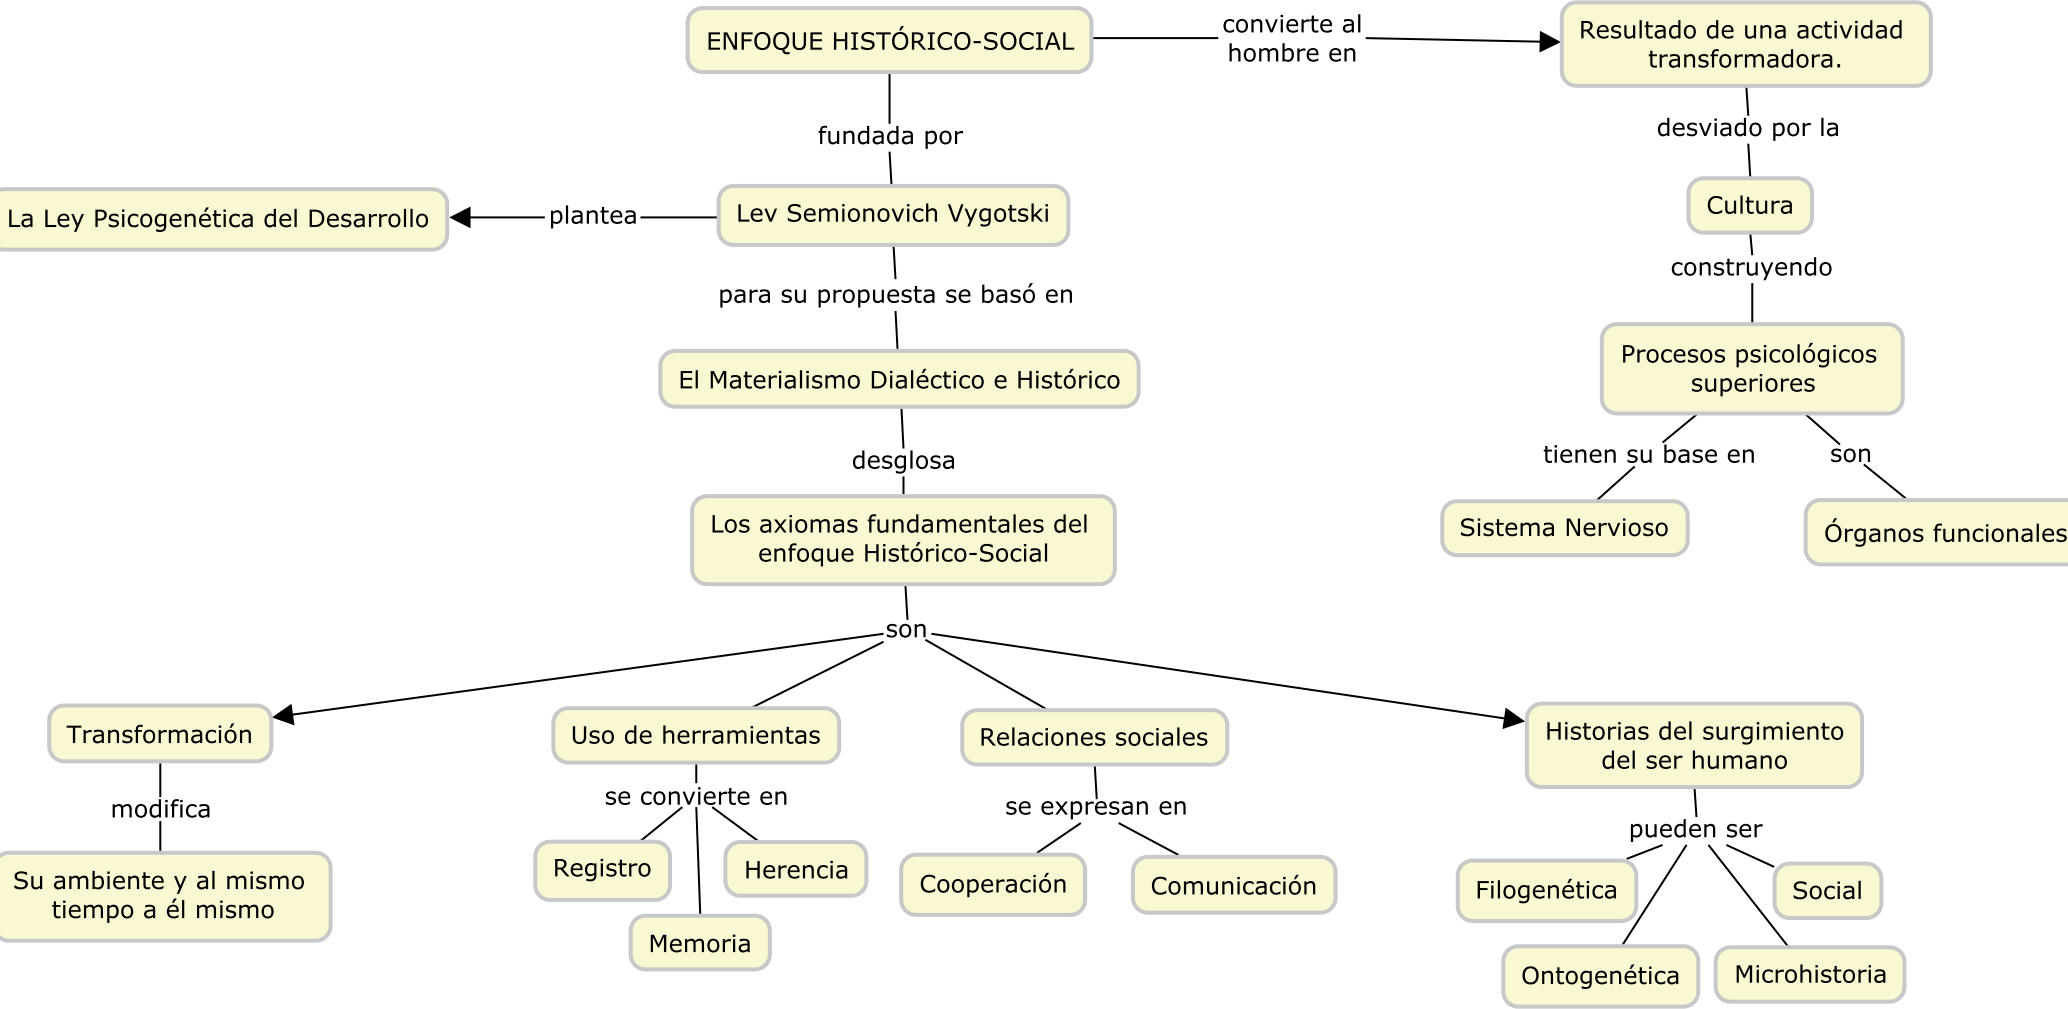 ENFOQUE HISTÓRICO-SOCIAL
convierte al
hombre en
Resultado de una actividad
transformadora.
fundada por
desviado por la
La Ley Psicogenética del Desarrollo
plantea
Lev Semionovich Vygotski
Cultura
construyendo
para su propuesta se basó en
El Materialismo Dialéctico e Histórico
Procesos psicológicos
superiores
desglosa
tienen su base en
son
Los axiomas fundamentales del
enfoque Histórico-Social
Sistema Nervioso
Órganos funcionales
son
Transformación
Uso de herramientas
Relaciones sociales
Historias del surgimiento
del ser humano
modifica
se convierte en
se expresan en
pueden ser
Su ambiente y al mismo
tiempo a él mismo
Registro
Herencia
Memoria
Cooperación
Comunicación
Filogenética
Social
Ontogenética
Microhistoria